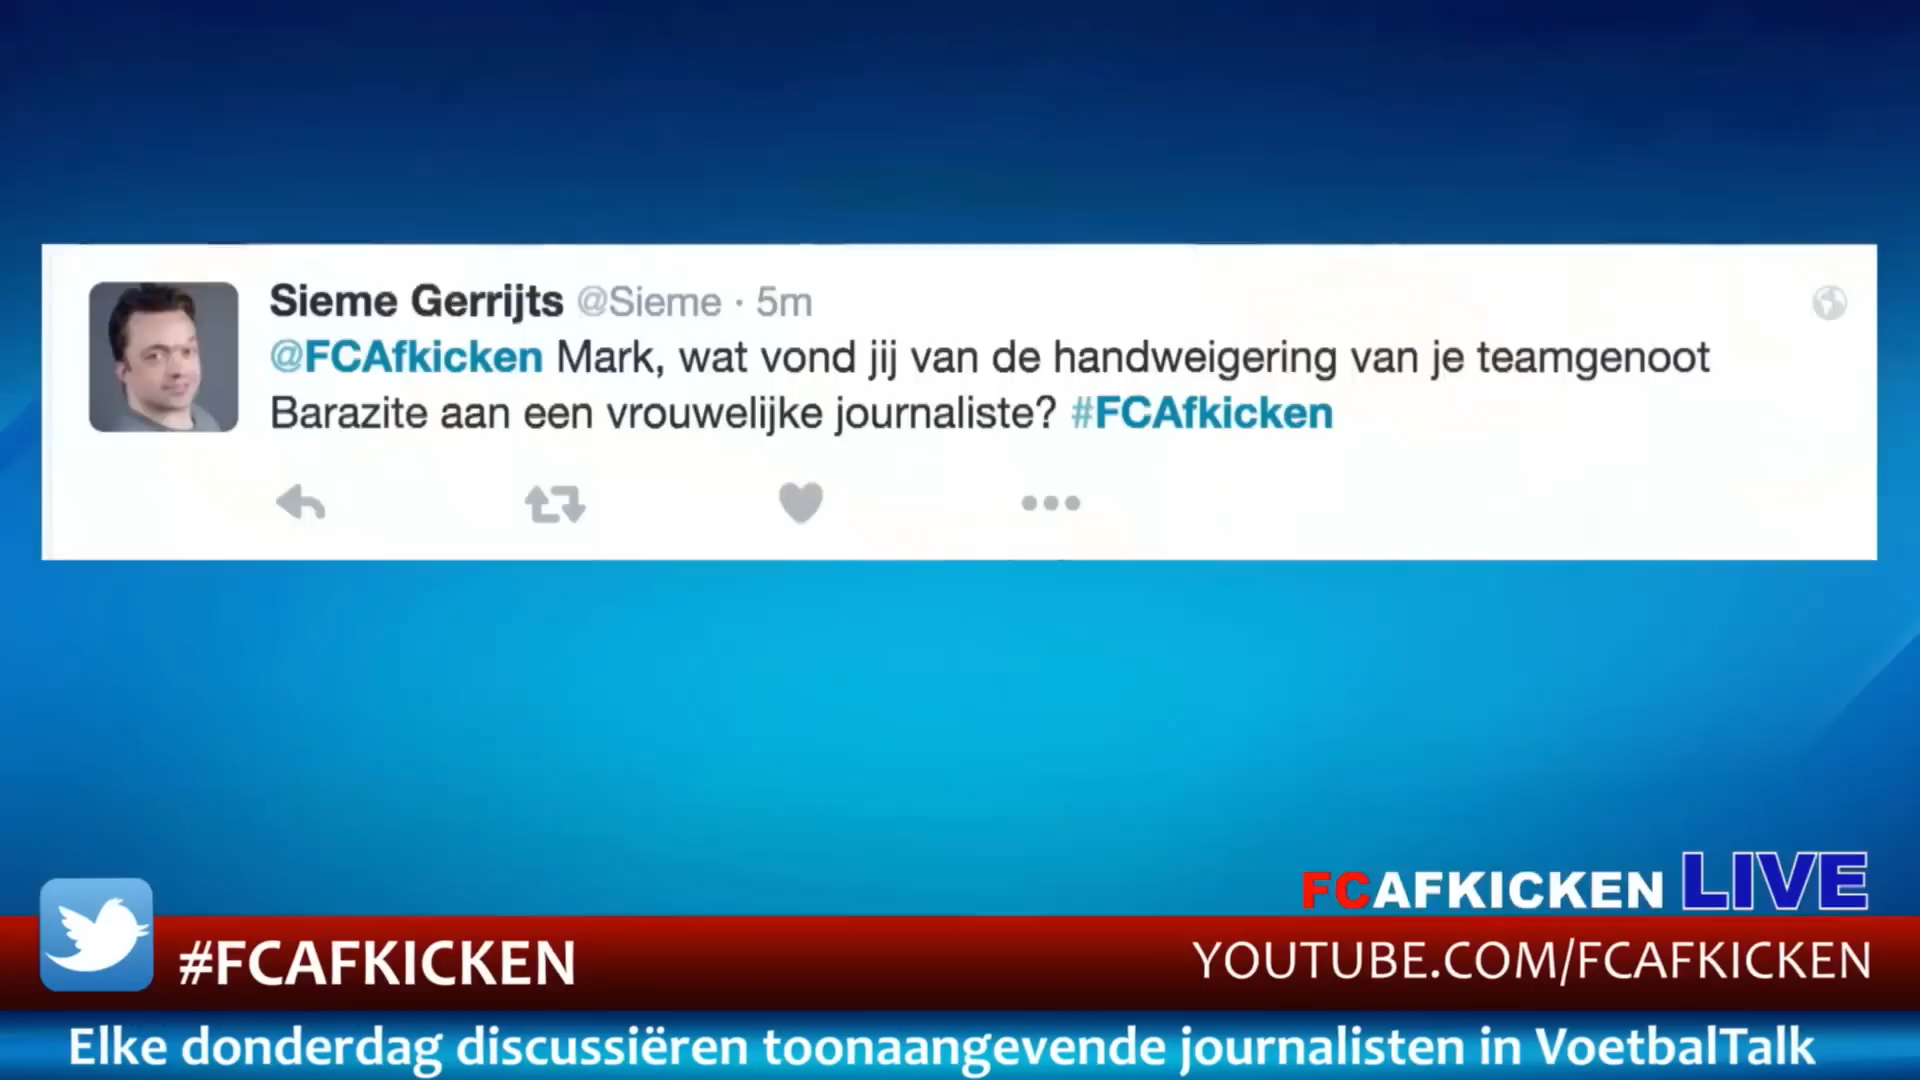 Sieme Gerrijts @Sieme · 5m
@FCAfkicken Mark, wat vond jij van de handweigering van je teamgenoot
Barazite aan een vrouwelijke journaliste? #FCAfkicken
FCAFKICKEN LIVE
#FCAFKICKEN
YOUTUBE.COM/FCAFKICKEN
Elke donderdag discussiëren toonaangevende journalisten in VoetbalTalk